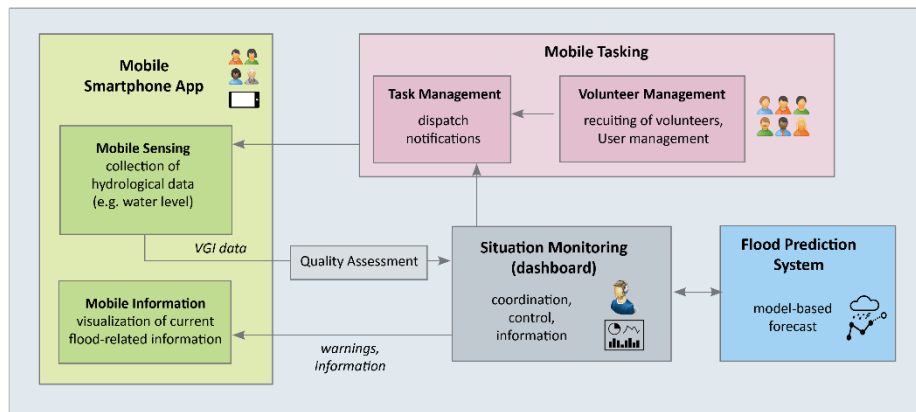 Mobile
Smartphone App
Mobile Sensing
collection of
hydrological data
(e.g. water level)
VGI data
Mobile Information
visualization of current
flood-related information
Mobile Tasking
Task Management
dispatch
notifications
Volunteer Management
recuiting of volunteers,
User management
Quality Assessment
Situation Monitoring
(dashboard)
coordination,
control,
information
warnings,
information
Flood Prediction
System
model-based
forecast